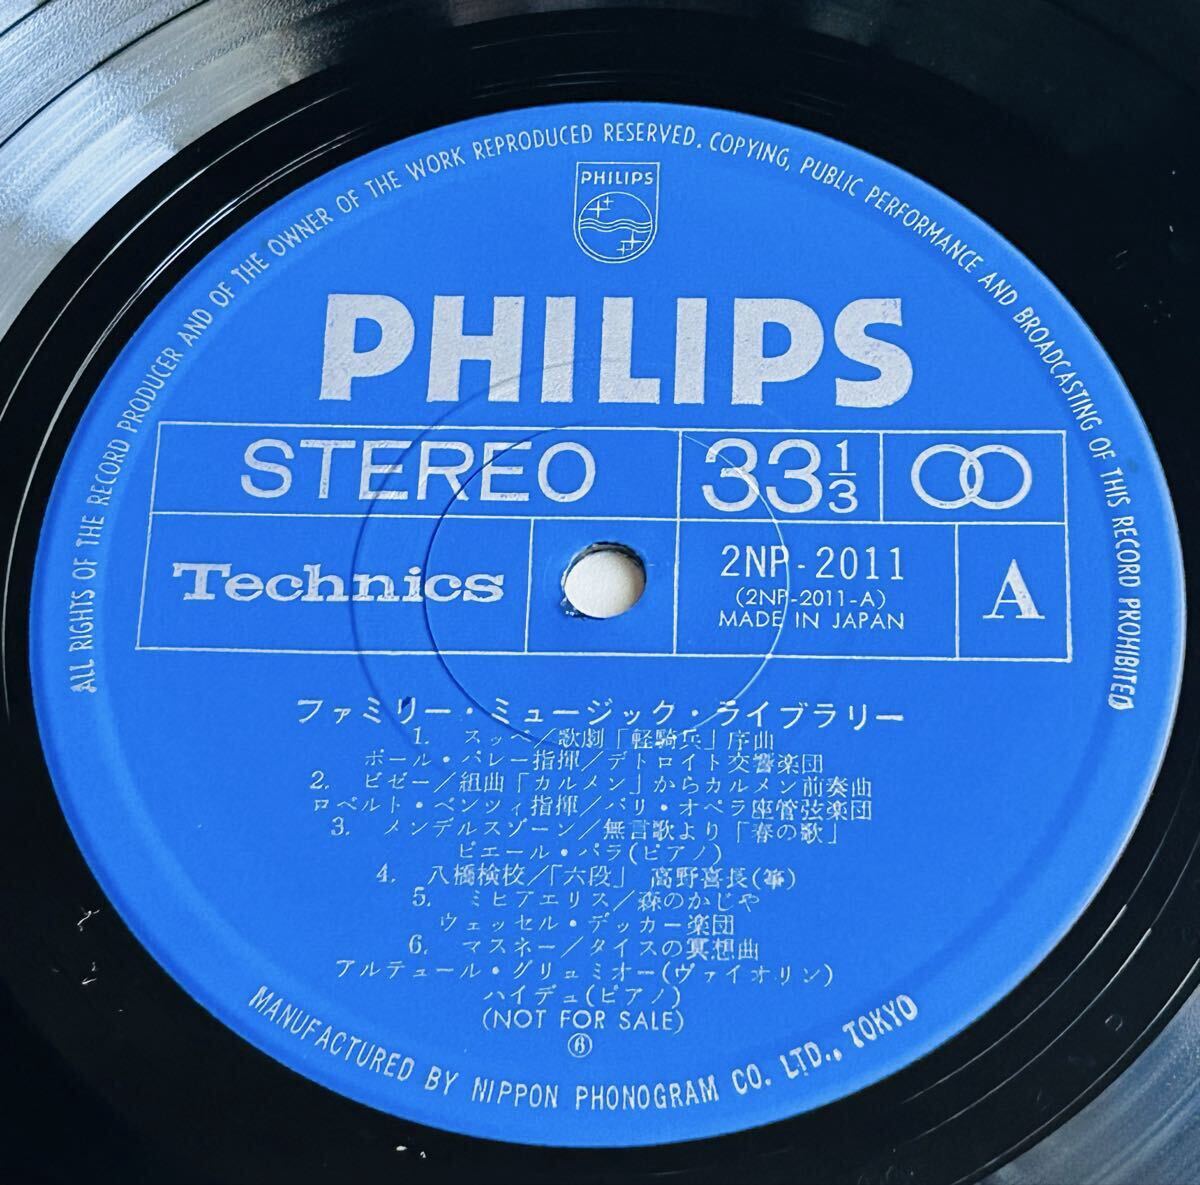 ALL RIGHTS OF THE RECORD PRODUCER AND OF THE OWNER OF THE WORK REPRODUCED RESERVED. COPYING, PUBLIC PERFORMANCE AND BROADCASTING OF THIS RECORD PROHIBITED
PHILIPS
PHILIPS
STEREO
33 1/3
Technics
2NP-2011
(2NP-2011-A)
MADE IN JAPAN
A
ファミリー・ミュージック・ライブラリー
1. スッペ/歌劇「軽騎兵」序曲
ポール・パレー指揮/デトロイト交響楽団
2. ビゼー/組曲「カルメン」からカルメン前奏曲
ロベルト・ベンツィ指揮/パリ・オペラ座管弦楽団
3. メンデルスゾーン/無言歌より「春の歌」
ピエール・パラ(ピアノ)
4. 八橋検校/「六段」 高野喜長(箏)
5. ミヒアエリス/森のかじや
ウェッセル・デッカー楽団
6. マスネー/タイスの冥想曲
アルテュール・グリュミオー(ヴァイオリン)
ハイデュ(ピアノ)
(NOT FOR SALE)
⑥
MANUFACTURED BY NIPPON PHONOGRAM CO. LTD., TOKYO